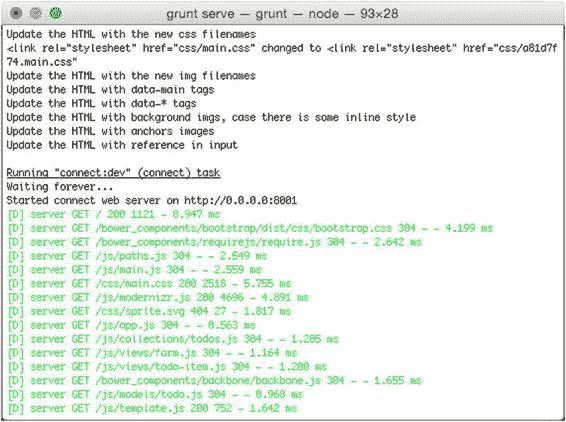 grunt serve — grunt — node — 93×28
Update the HTML with the new css filenames
<link rel="stylesheet" href="css/main.css" changed to <link rel="stylesheet" href="css/a81d7f
74.main.css"
Update the HTML with the new img filenames
Update the HTML with data-main tags
Update the HTML with data-* tags
Update the HTML with background imgs, case there is some inline style
Update the HTML with anchors images
Update the HTML with reference in input
Running "connect:dev" (connect) task
Waiting forever...
Started connect web server on http://0.0.0.0:8001
[D] server GET / 200 1121 - 8.947 ms
[D] server GET /bower_components/bootstrap/dist/css/bootstrap.css 304 - - 4.199 ms
[D] server GET /bower_components/requirejs/require.js 304 - - 2.642 ms
[D] server GET /js/paths.js 304 - - 2.549 ms
[D] server GET /js/main.js 304 - - 2.559 ms
[D] server GET /css/main.css 200 2518 - 5.755 ms
[D] server GET /js/modernizr.js 200 4696 - 4.891 ms
[D] server GET /css/sprite.svg 404 27 - 1.817 ms
[D] server GET /js/app.js 304 - - 0.563 ms
[D] server GET /js/collections/todos.js 304 - - 1.285 ms
[D] server GET /js/views/form.js 304 - - 1.164 ms
[D] server GET /js/views/todo-item.js 304 - - 1.200 ms
[D] server GET /bower_components/backbone/backbone.js 304 - - 1.655 ms
[D] server GET /js/models/todo.js 304 - - 0.968 ms
[D] server GET /js/template.js 200 752 - 1.642 ms